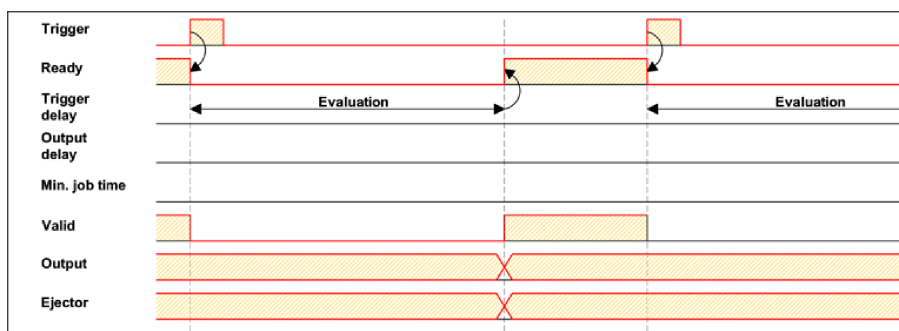 Trigger
Ready
Trigger
delay
Evaluation
Evaluation
Output
delay
Min. job time
Valid
Output
Ejector